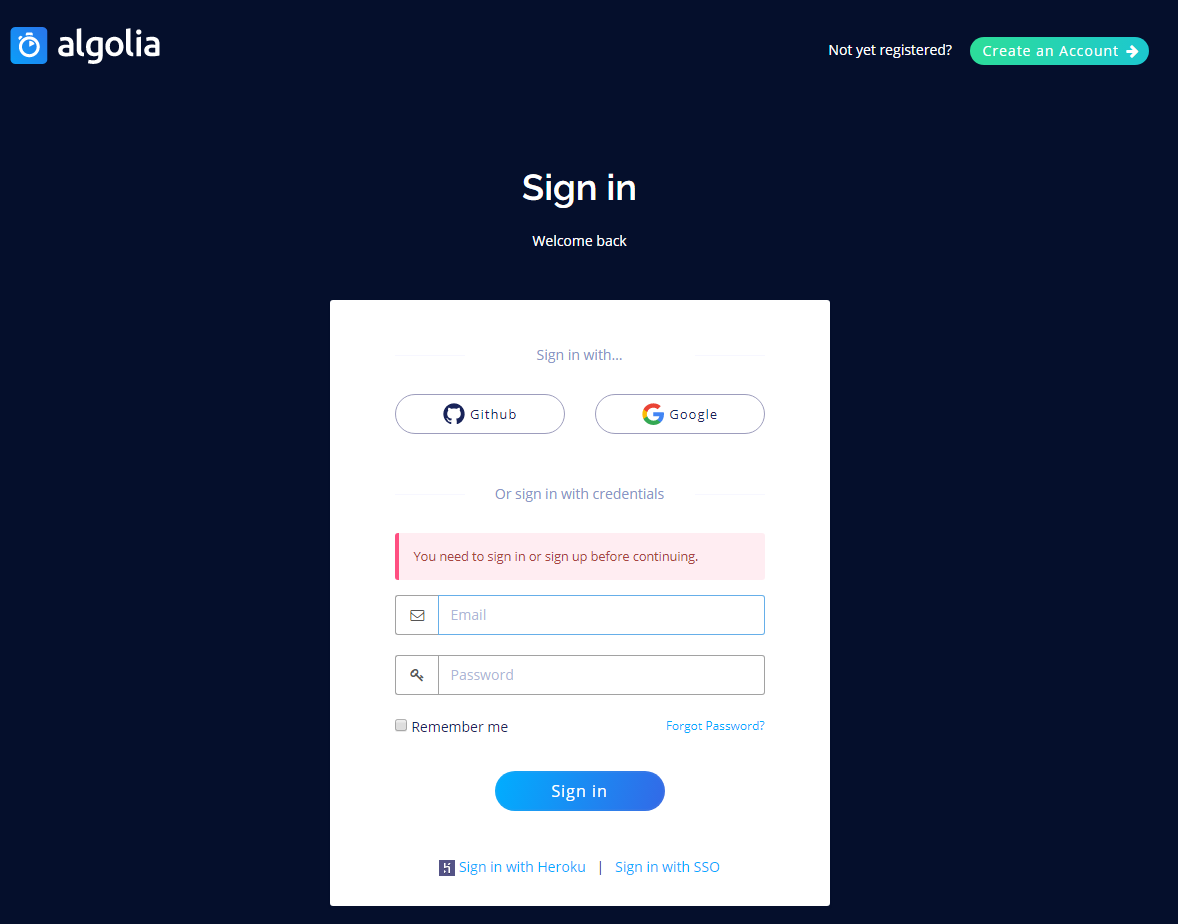 algolia
Not yet registered?
Create an Account
Sign in
Welcome back
Sign in with...
Github
Google
Or sign in with credentials
You need to sign in or sign up before continuing.
Email
Password
Remember me
Forgot Password?
Sign in
Sign in with Heroku | Sign in with SSO